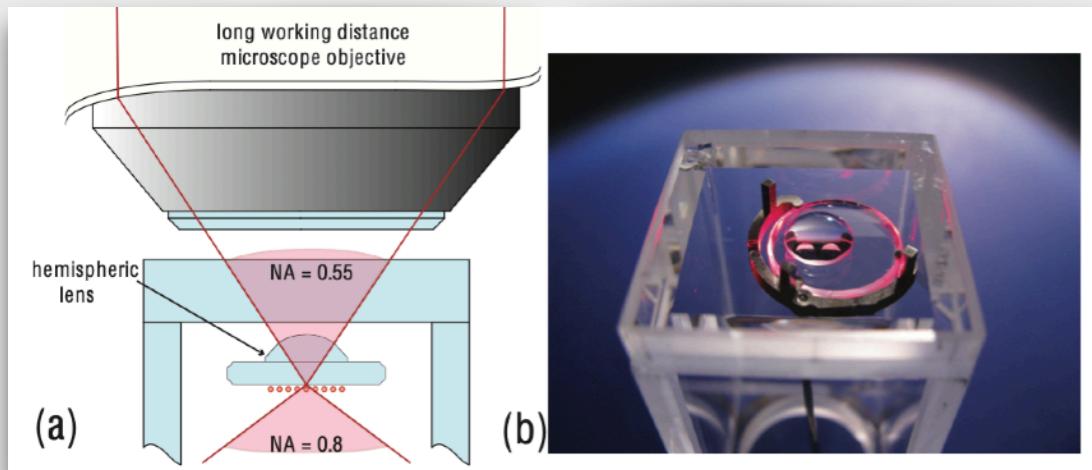 long working distance
microscope objective
hemispheric
lens
NA = 0.55
NA = 0.8
(a)
(b)